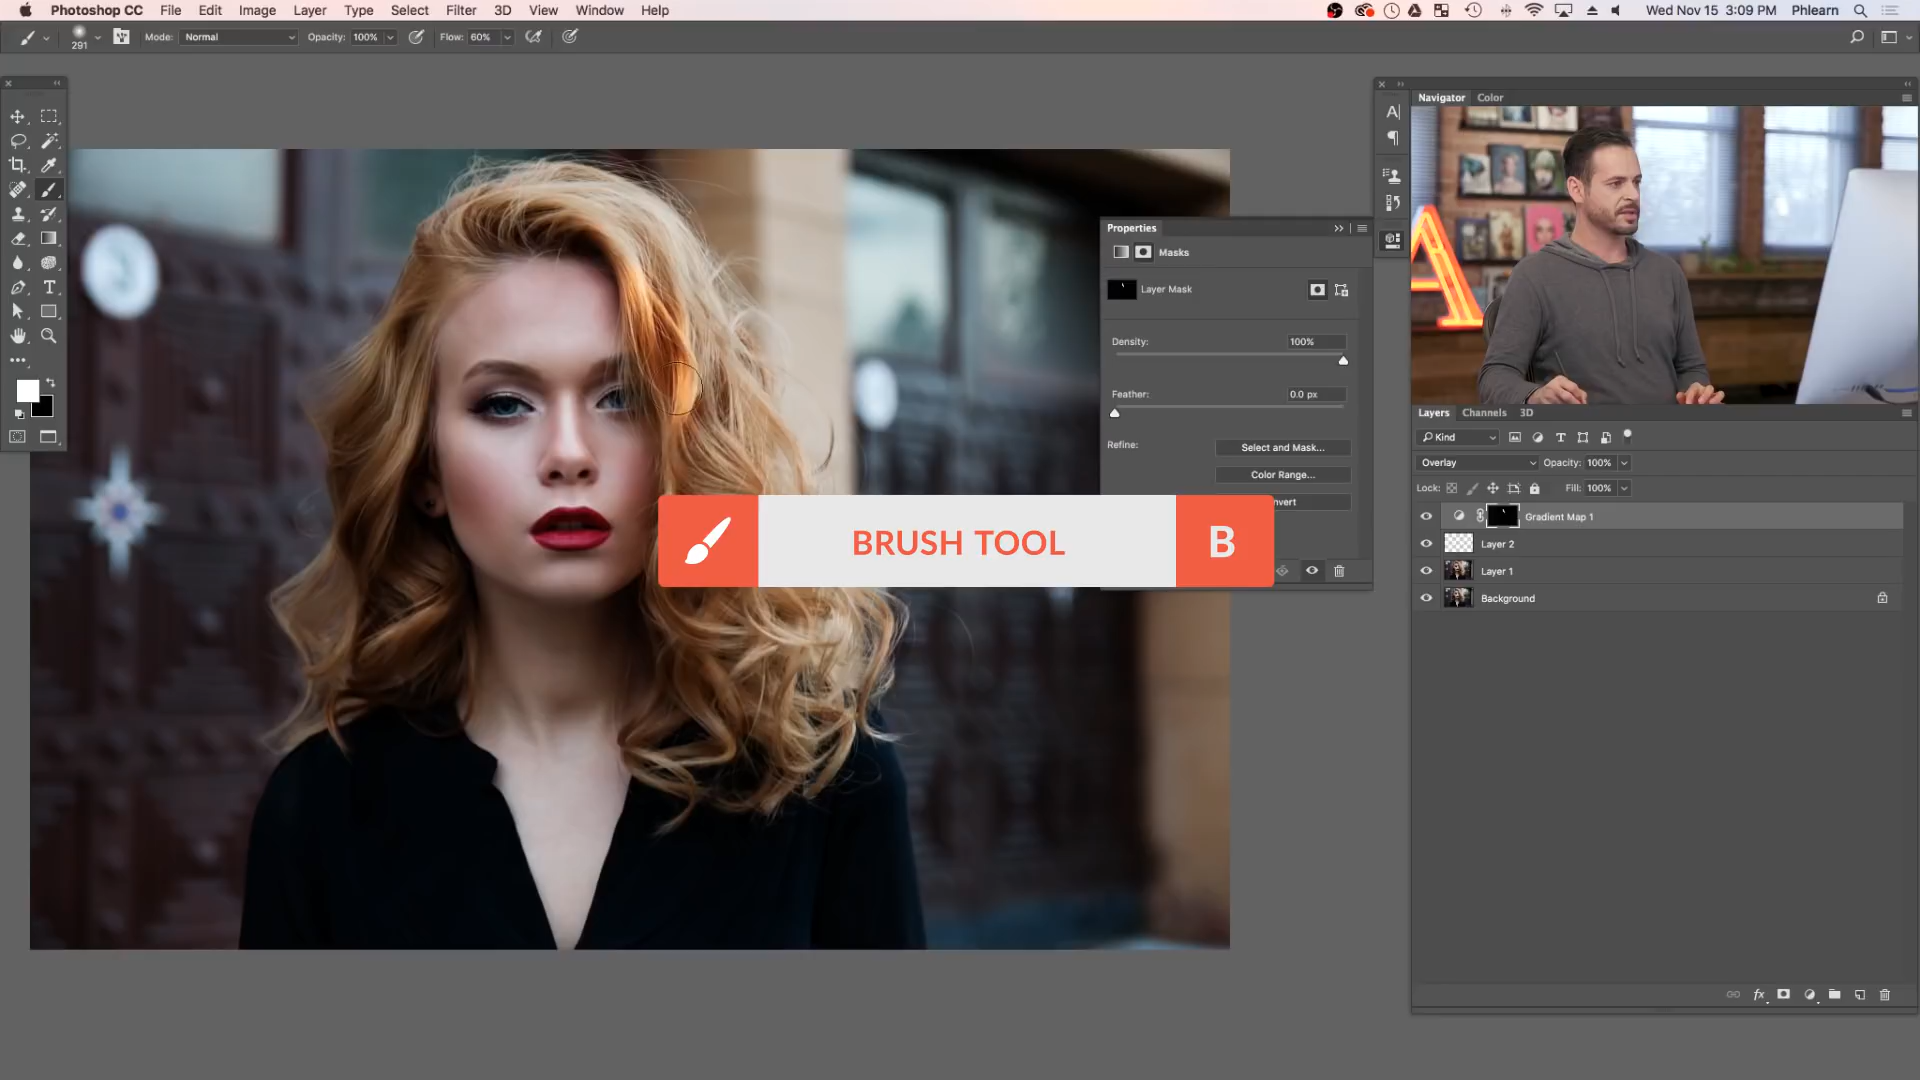 Photoshop CC File Edit Image Layer Type Select Filter 3D View Window Help
Wed Nov 15 3:09 PM Phlearn
291 Mode: Normal Opacity: 100% Flow: 60%
Navigator Color
A
Properties
Masks
Layer Mask
Density: 100%
Feather: 0.0 px
Refine: Select and Mask...
Color Range...
nvert
BRUSH TOOL B
Layers Channels 3D
Kind
Overlay Opacity: 100%
Lock: Fill: 100%
Gradient Map 1
Layer 2
Layer 1
Background
fx